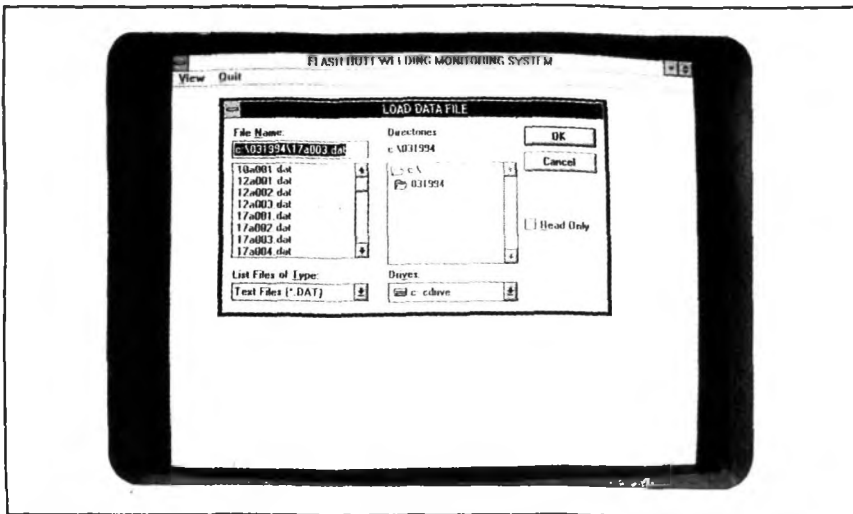 FLASH BUTT WELDING MONITORING SYSTEM
View Quit
LOAD DATA FILE
File Name:
c:\031994\17a003.dat
10a001.dat
12a001.dat
12a002.dat
12a003.dat
17a001.dat
17a002.dat
17a003.dat
17a004.dat
List Files of Type:
Text Files (*.DAT)
Directories
c:\031994
c:\
031994
Drives
c: cdrive
OK
Cancel
Read Only